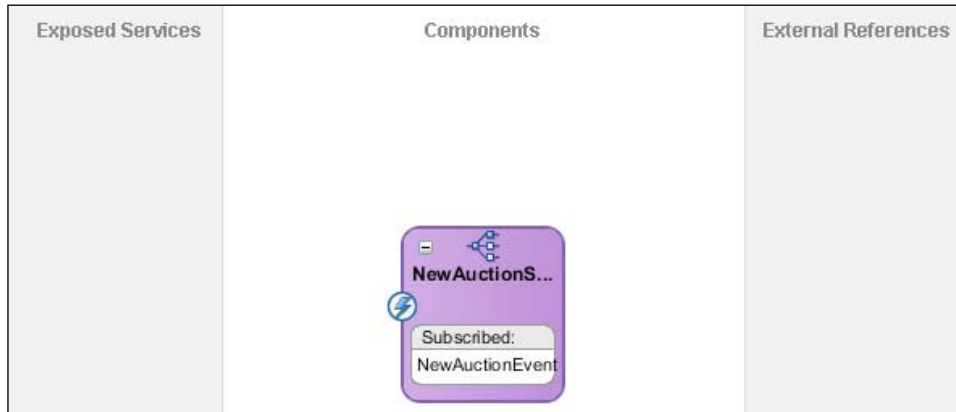 Exposed Services
Components
External References
NewAuctionS...
Subscribed:
NewAuctionEvent